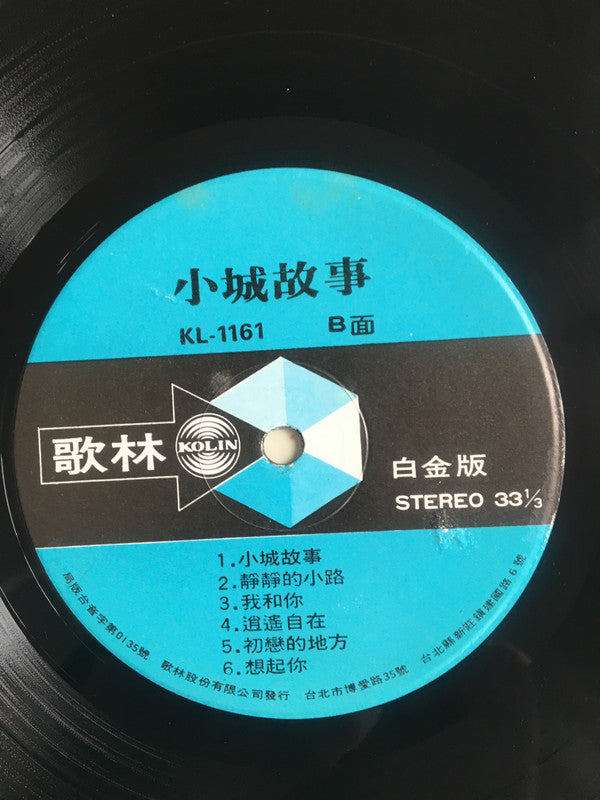 小城故事
KL-1161 B面
歌林 KOLIN
白金版
STEREO 33⅓
1.小城故事
2.靜靜的小路
3.我和你
4.逍遙自在
5.初戀的地方
6.想起你
局版台音字第0135號 歌林股份有限公司發行 台北市博愛路35號 台北縣新莊鎮建國路6號